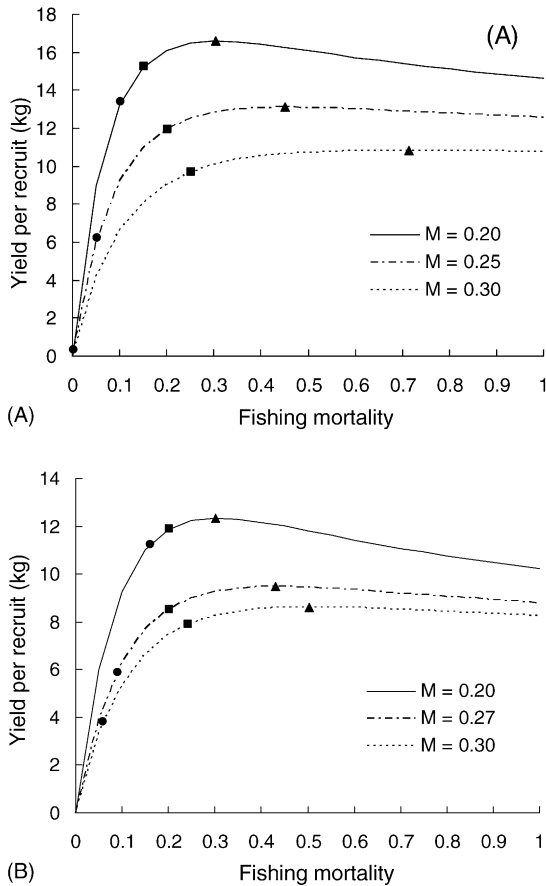 (A)
18
16
14
12
10
8
6
4
2
0
Yield per recruit (kg)
M = 0.20
M = 0.25
M = 0.30
0 0.1 0.2 0.3 0.4 0.5 0.6 0.7 0.8 0.9 1
Fishing mortality
(A)
14
12
10
8
6
4
2
0
Yield per recruit (kg)
M = 0.20
M = 0.27
M = 0.30
0 0.1 0.2 0.3 0.4 0.5 0.6 0.7 0.8 0.9 1
Fishing mortality
(B)